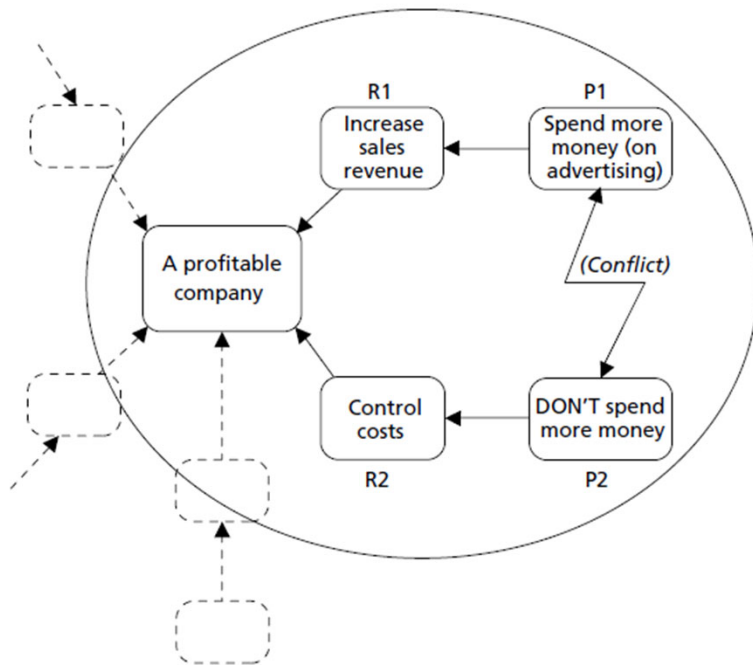 R1
P1
Increase
sales
revenue
Spend more
money (on
advertising)
A profitable
company
(Conflict)
Control
costs
DON'T spend
more money
R2
P2